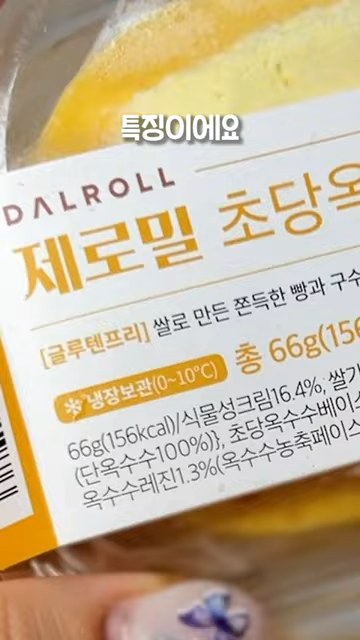 특징이에요
DALROLL
제로밀 초당옥
[글루텐프리] 쌀로 만든 쫀득한 빵과 구수
냉장보관(0~10℃) 총 66g(156
66g(156kcal)/식물성크림16.4%, 쌀가
(단옥수수100%)}, 초당옥수수베이스
옥수수레진1.3%(옥수수농축페이스